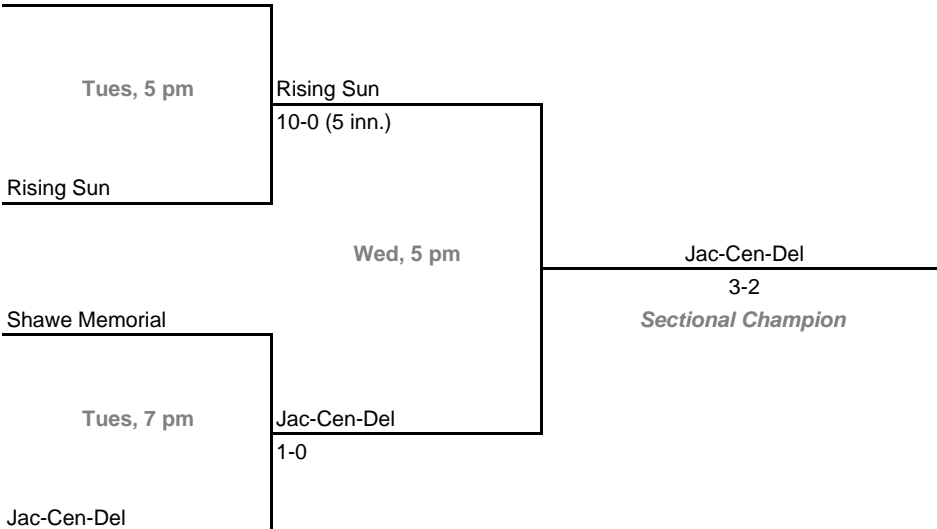 Tues, 5 pm
Rising Sun
10-0 (5 inn.)
Rising Sun
Wed, 5 pm
Jac-Cen-Del
3-2
Sectional Champion
Shawe Memorial
Tues, 7 pm
Jac-Cen-Del
1-0
Jac-Cen-Del